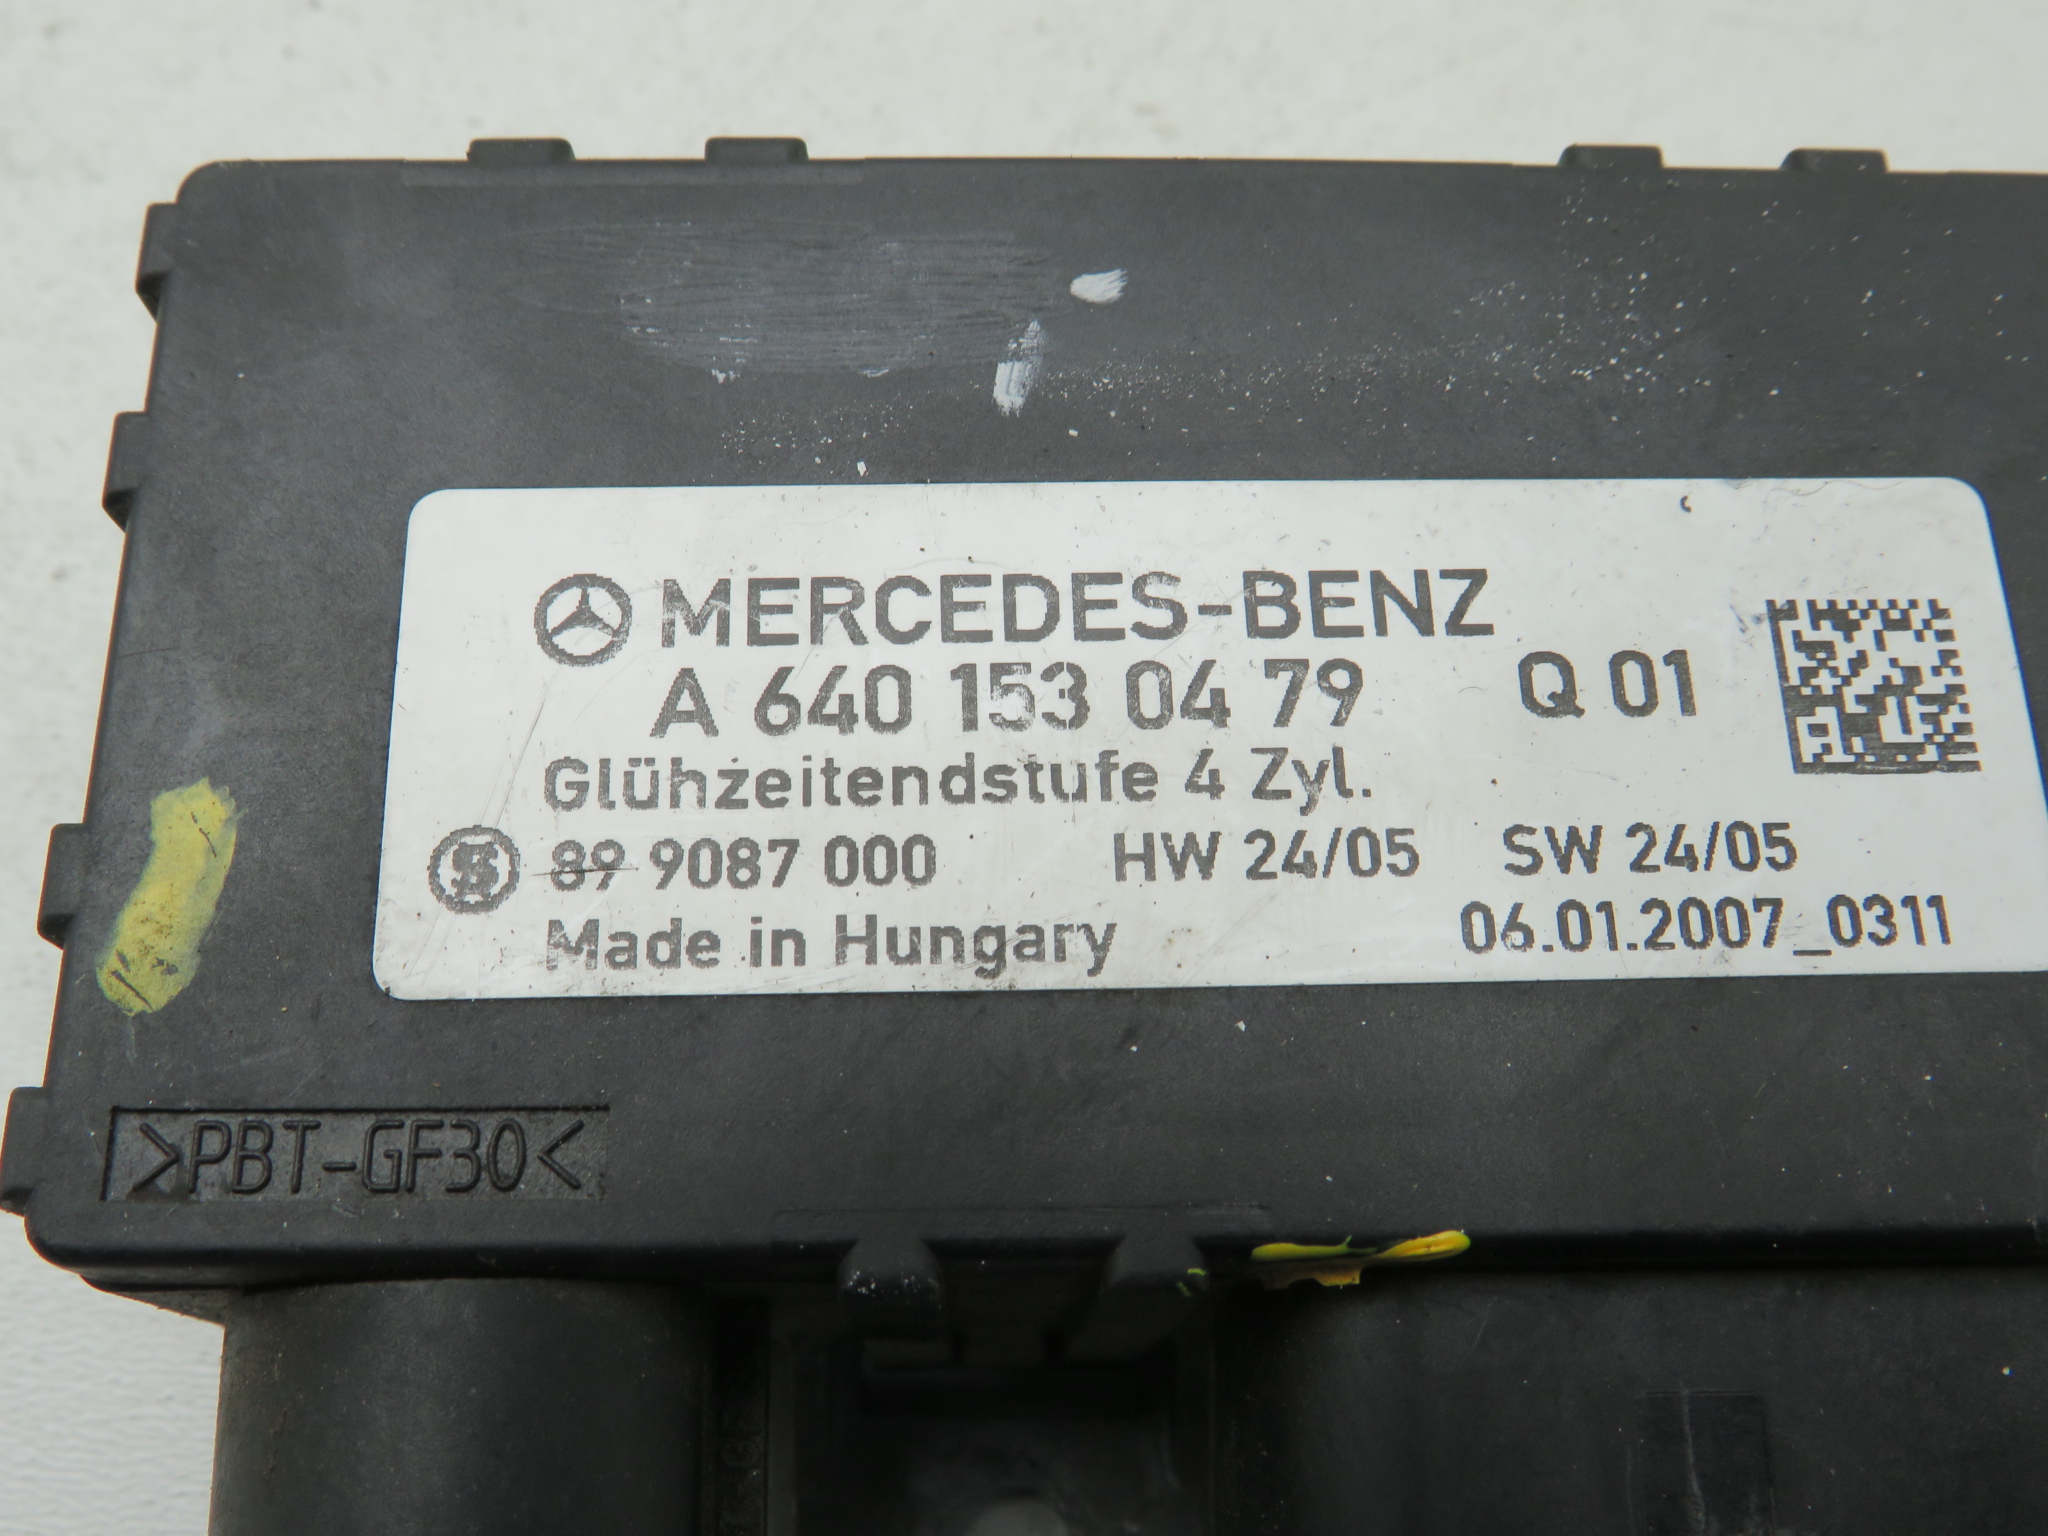 MERCEDES-BENZ
A 640 153 04 79 Q 01
Glühzeitendstufe 4 Zyl.
89 9087 000 HW 24/05 SW 24/05
Made in Hungary 06.01.2007_0311
>PBT-GF30<